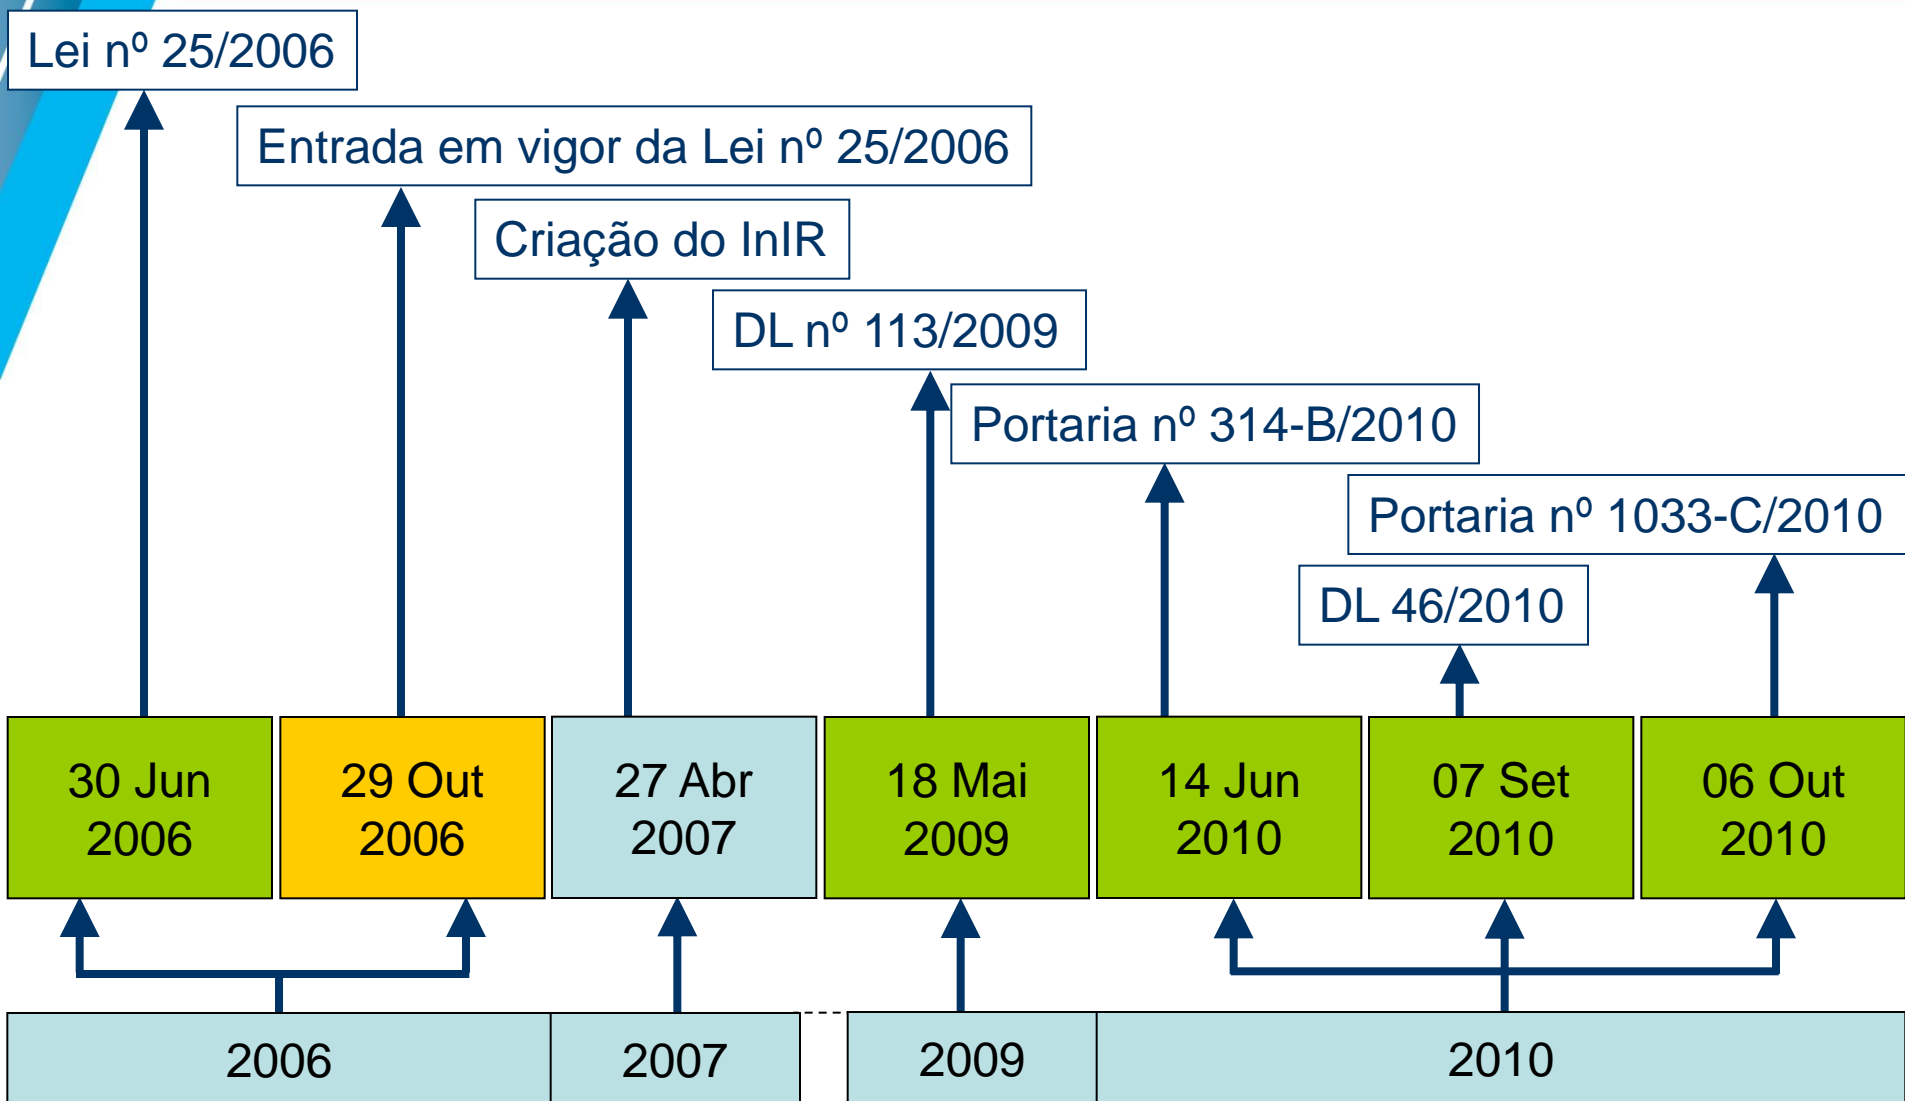 Lei nº 25/2006
Entrada em vigor da Lei nº 25/2006
Criação do InIR
DL nº 113/2009
Portaria nº 314-B/2010
Portaria nº 1033-C/2010
DL 46/2010
30 Jun
2006
29 Out
2006
27 Abr
2007
18 Mai
2009
14 Jun
2010
07 Set
2010
06 Out
2010
2006
2007
2009
2010